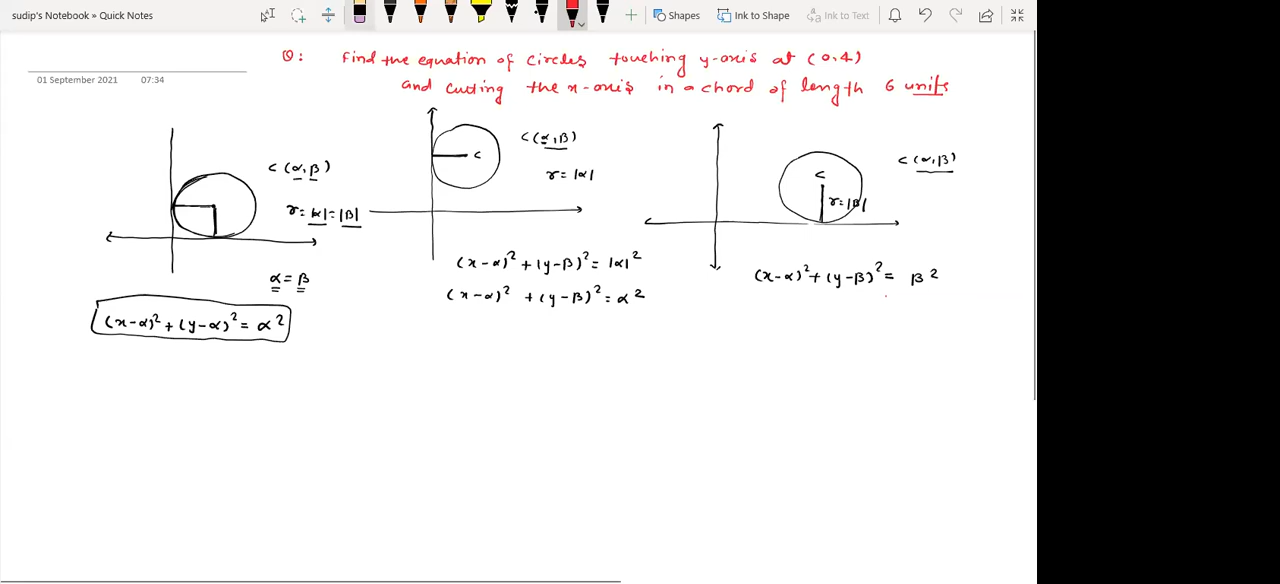 sudip's Notebook » Quick Notes
Shapes
Ink to Shape
Ink to Text
Q: Find the equation of circles touching y-axis at (0,4)
and cutting the x-axis in a chord of length 6 units
01 September 2021 07:34
C (α, β)
r = |α| = |β|
α = β
(x-α)² + (y-α)² = α²
C (α, β)
C
r = |α|
(x-α)² + (y-β)² = |α|²
(x-α)² + (y-β)² = α²
C (α, β)
C
r = |β|
(x-α)² + (y-β)² = β²